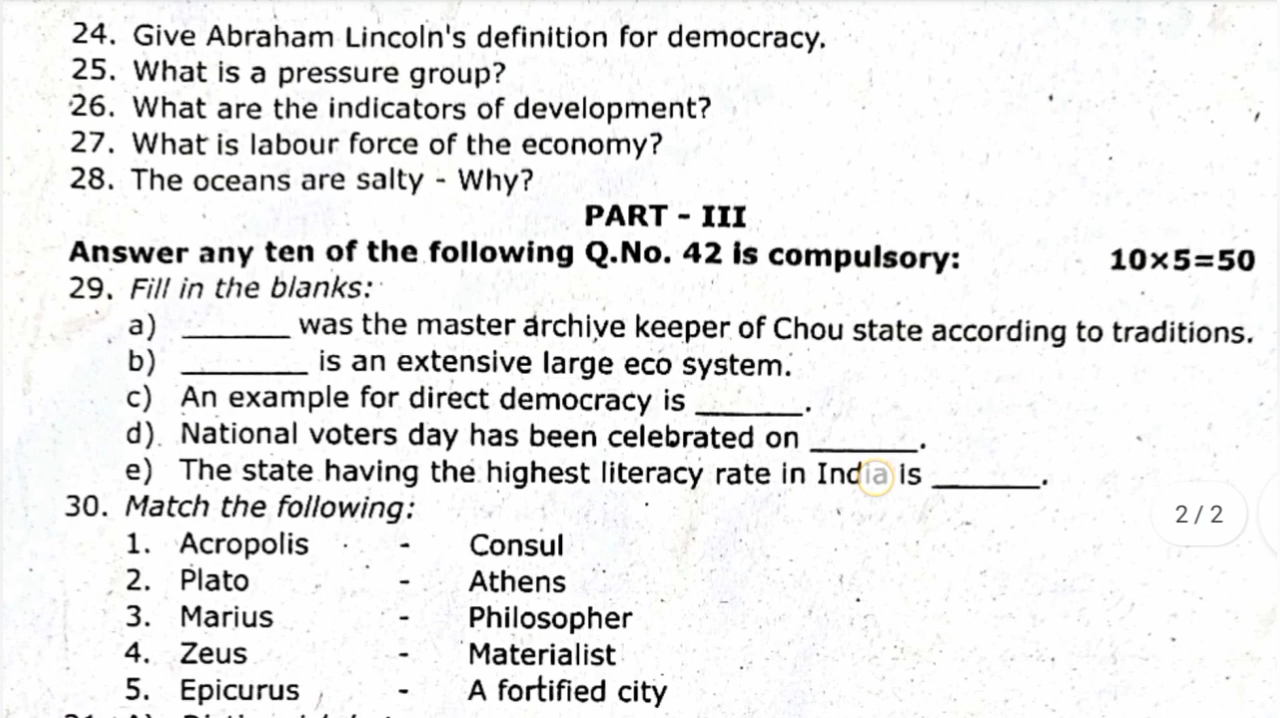 24. Give Abraham Lincoln's definition for democracy.
25. What is a pressure group?
26. What are the indicators of development?
27. What is labour force of the economy?
28. The oceans are salty - Why?
PART - III
Answer any ten of the following Q.No. 42 is compulsory: 10×5=50
29. Fill in the blanks:
a) ______ was the master archive keeper of Chou state according to traditions.
b) ______ is an extensive large eco system.
c) An example for direct democracy is ______.
d) National voters day has been celebrated on ______.
e) The state having the highest literacy rate in India is ______.
30. Match the following:
2 / 2
1. Acropolis - Consul
2. Plato - Athens
3. Marius - Philosopher
4. Zeus - Materialist
5. Epicurus - A fortified city